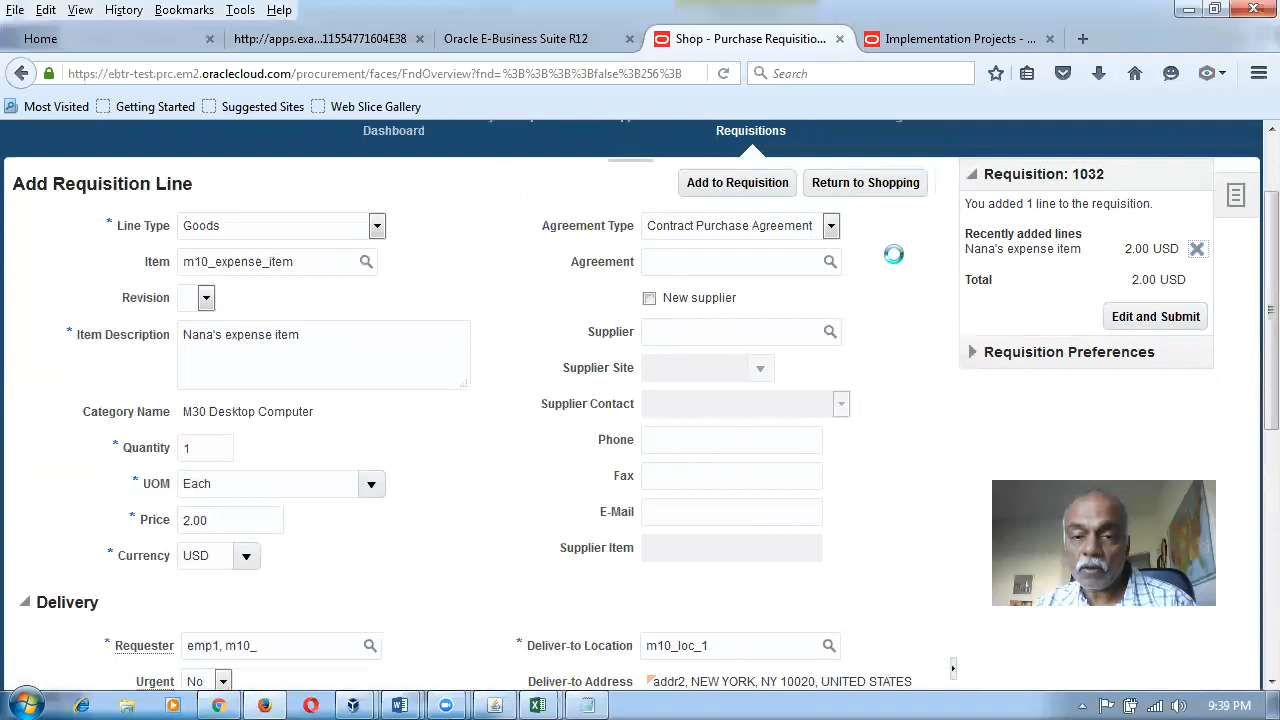 File Edit View History Bookmarks Tools Help
Home
http://apps.exa...11554771604E38
Oracle E-Business Suite R12
Shop - Purchase Requisitio...
Implementation Projects - ...
https://ebtr-test.prc.em2.oraclecloud.com/procurement/faces/FndOverview?fnd=%3B%3B%3B%3Bfalse%3B256%3B
Search
Most Visited Getting Started Suggested Sites Web Slice Gallery
Dashboard
Requisitions
Add Requisition Line
Add to Requisition
Return to Shopping
* Line Type Goods
Item m10_expense_item
Revision
* Item Description Nana's expense item
Category Name M30 Desktop Computer
* Quantity 1
* UOM Each
* Price 2.00
* Currency USD
Agreement Type Contract Purchase Agreement
Agreement
New supplier
Supplier
Supplier Site
Supplier Contact
Phone
Fax
E-Mail
Supplier Item
Requisition: 1032
You added 1 line to the requisition.
Recently added lines
Nana's expense item 2.00 USD
Total 2.00 USD
Edit and Submit
Requisition Preferences
Delivery
* Requester emp1, m10_
Urgent No
* Deliver-to Location m10_loc_1
Deliver-to Address addr2, NEW YORK, NY 10020, UNITED STATES
9:39 PM